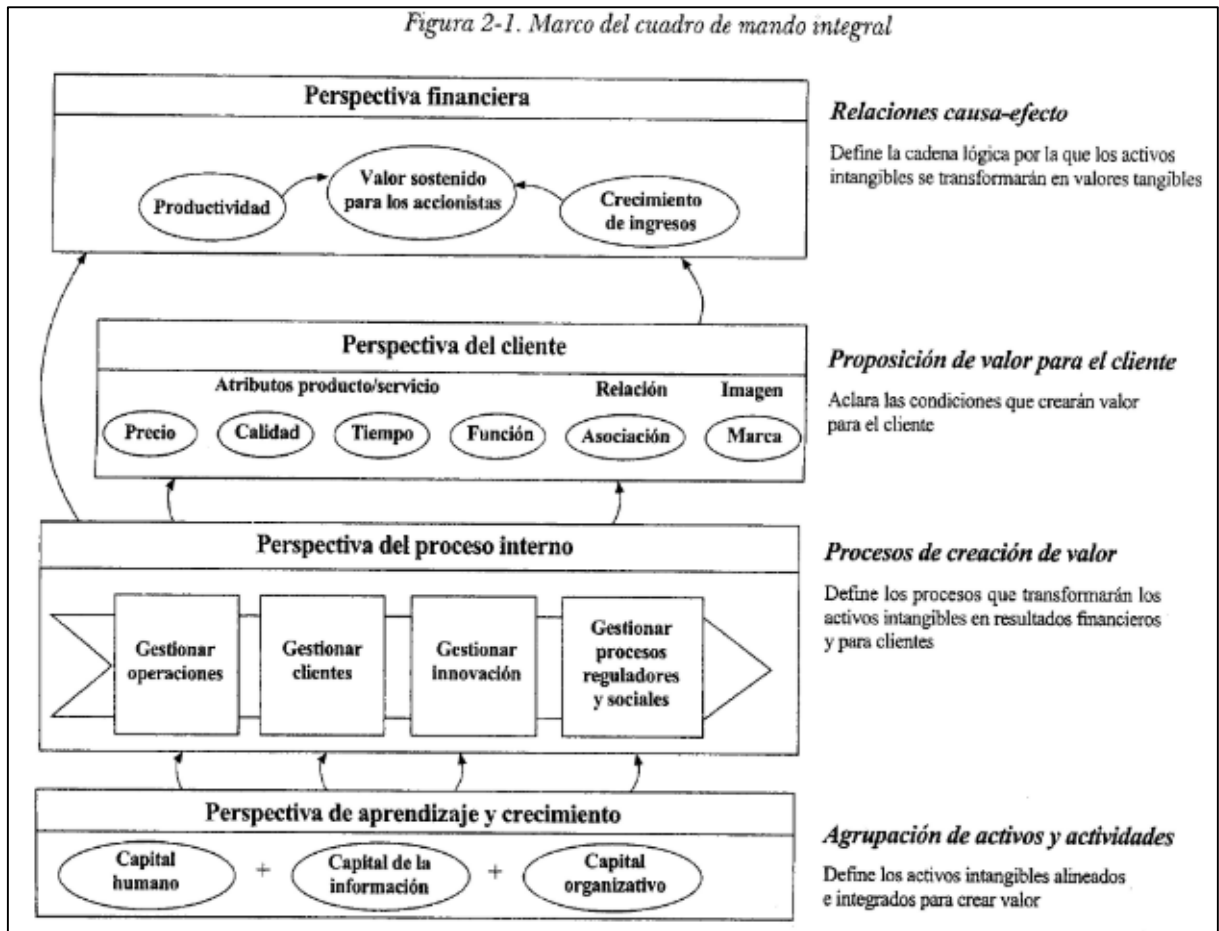 Figura 2-1. Marco del cuadro de mando integral
Perspectiva financiera
Productividad
Valor sostenido
para los accionistas
Crecimiento
de ingresos
Relaciones causa-efecto
Define la cadena lógica por la que los activos
intangibles se transformarán en valores tangibles
Perspectiva del cliente
Atributos producto/servicio
Relación
Imagen
Precio
Calidad
Tiempo
Función
Asociación
Marca
Proposición de valor para el cliente
Aclara las condiciones que crearán valor
para el cliente
Perspectiva del proceso interno
Gestionar
operaciones
Gestionar
clientes
Gestionar
innovación
Gestionar
procesos
reguladores
y sociales
Procesos de creación de valor
Define los procesos que transformarán los
activos intangibles en resultados financieros
y para clientes
Perspectiva de aprendizaje y crecimiento
Capital
humano
+
Capital de la
información
+
Capital
organizativo
Agrupación de activos y actividades
Define los activos intangibles alineados
e integrados para crear valor